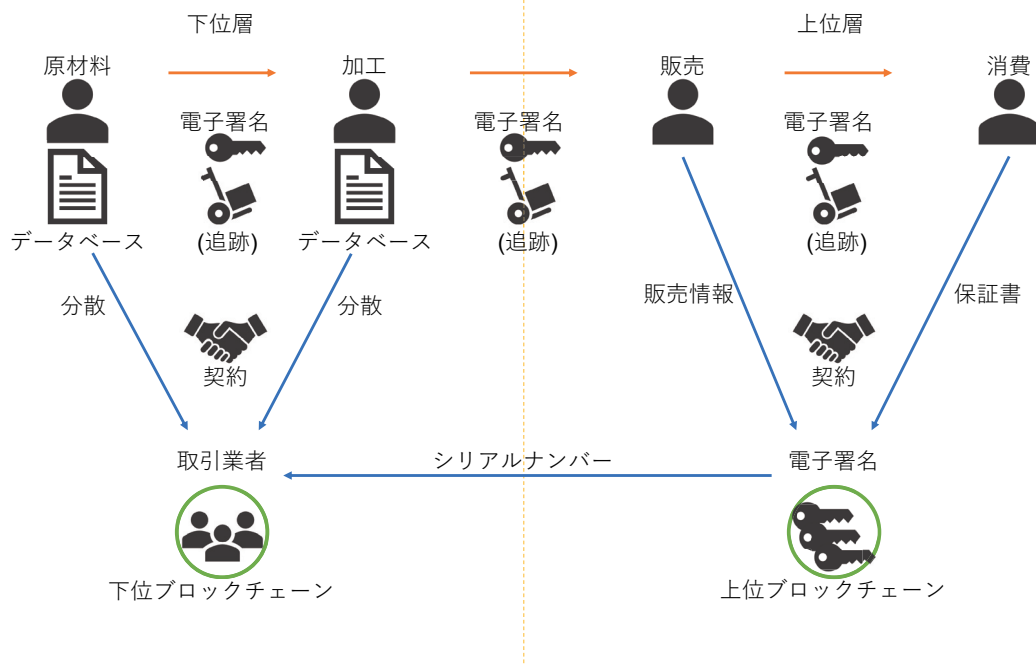 下位層
上位層
原材料
加工
販売
消費
電子署名
電子署名
電子署名
データベース
(追跡)
データベース
(追跡)
(追跡)
分散
分散
販売情報
保証書
契約
契約
取引業者
シリアルナンバー
電子署名
下位ブロックチェーン
上位ブロックチェーン